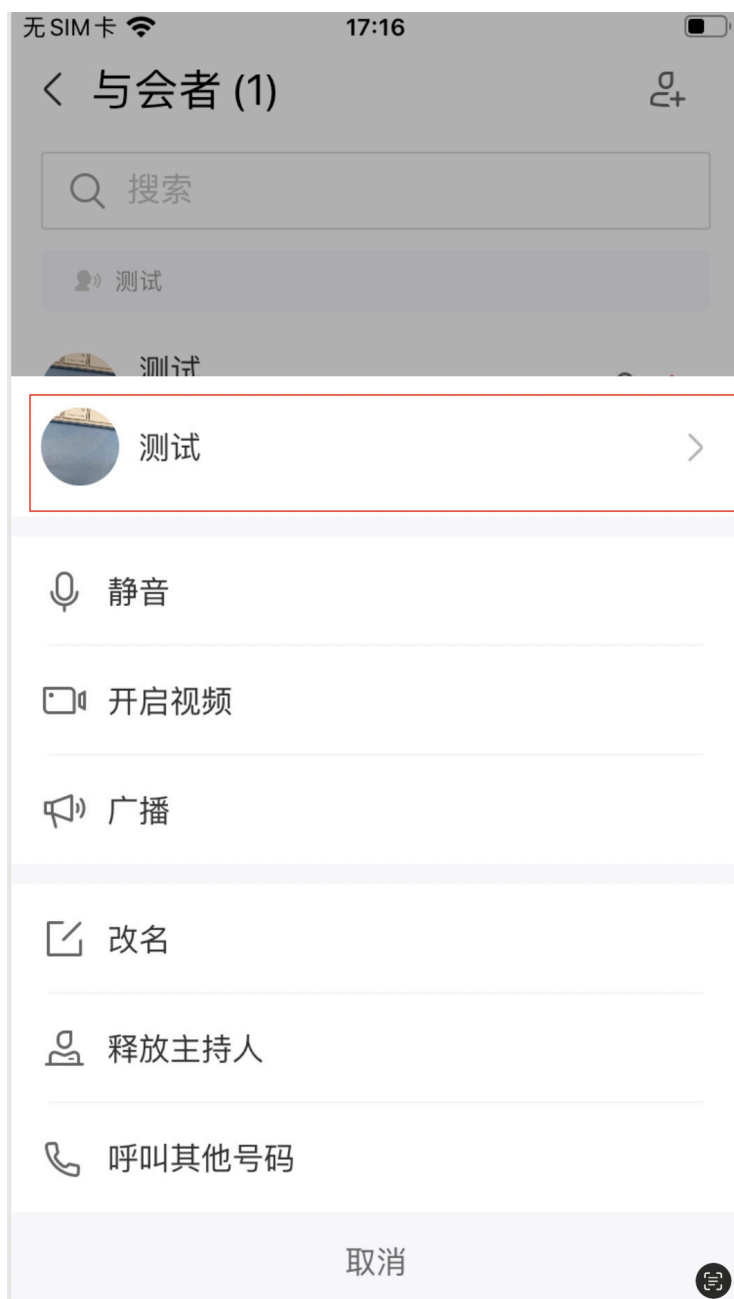 无SIM卡 17:16
与会者 (1)
搜索
测试
测试
测试
静音
开启视频
广播
改名
释放主持人
呼叫其他号码
取消